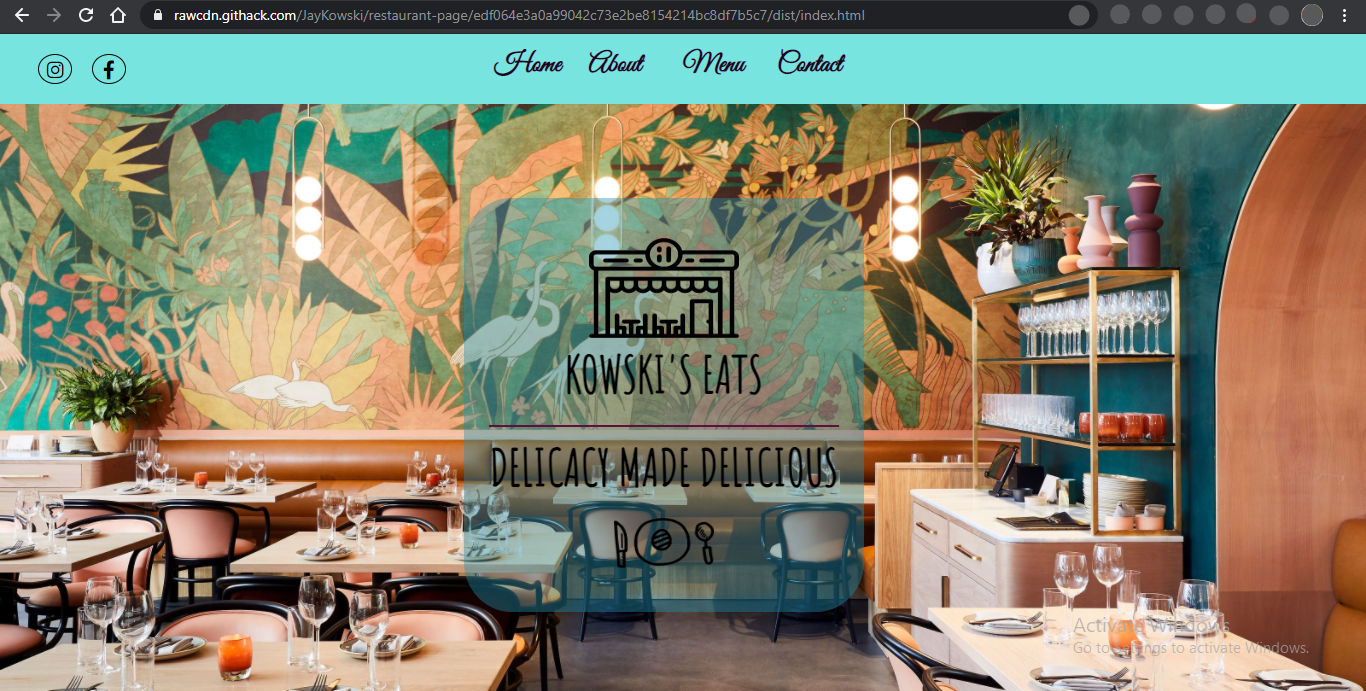 rawcdn.githack.com/JayKowski/restaurant-page/edf064e3a0a99042c73e2be8154214bc8df7b5c7/dist/index.html
Home About Menu Contact
KOWSKI'S EATS
DELICACY MADE DELICIOUS
Activate Windows
Go to Settings to activate Windows.